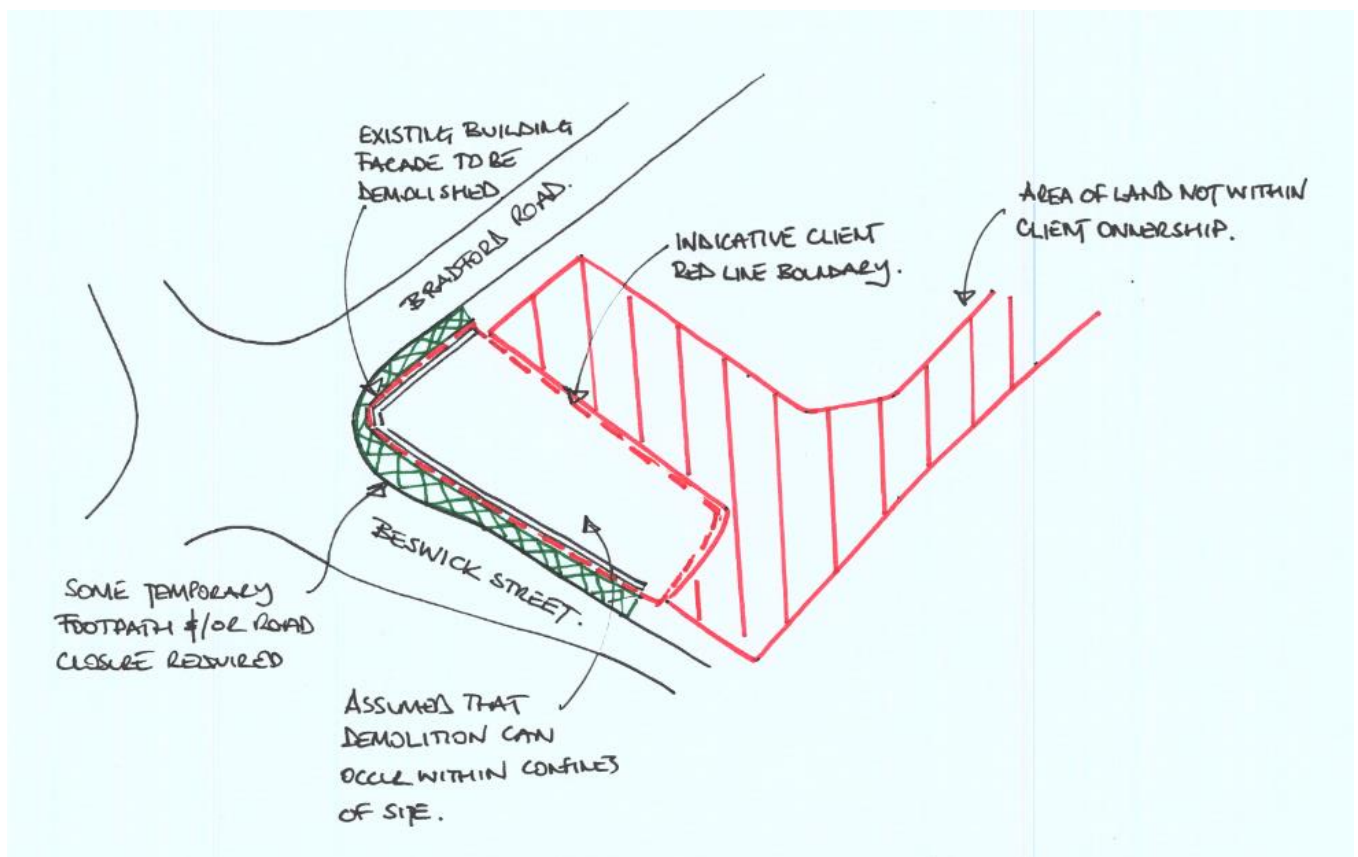 EXISTING BUILDING
FACADE TO BE
DEMOLISHED
BRADFORD ROAD.
INDICATIVE CLIENT
RED LINE BOUNDARY.
AREA OF LAND NOT WITHIN
CLIENT OWNERSHIP.
BESWICK STREET.
SOME TEMPORARY
FOOTPATH &/OR ROAD
CLOSURE REQUIRED
ASSUMED THAT
DEMOLITION CAN
OCCUR WITHIN CONFINES
OF SITE.